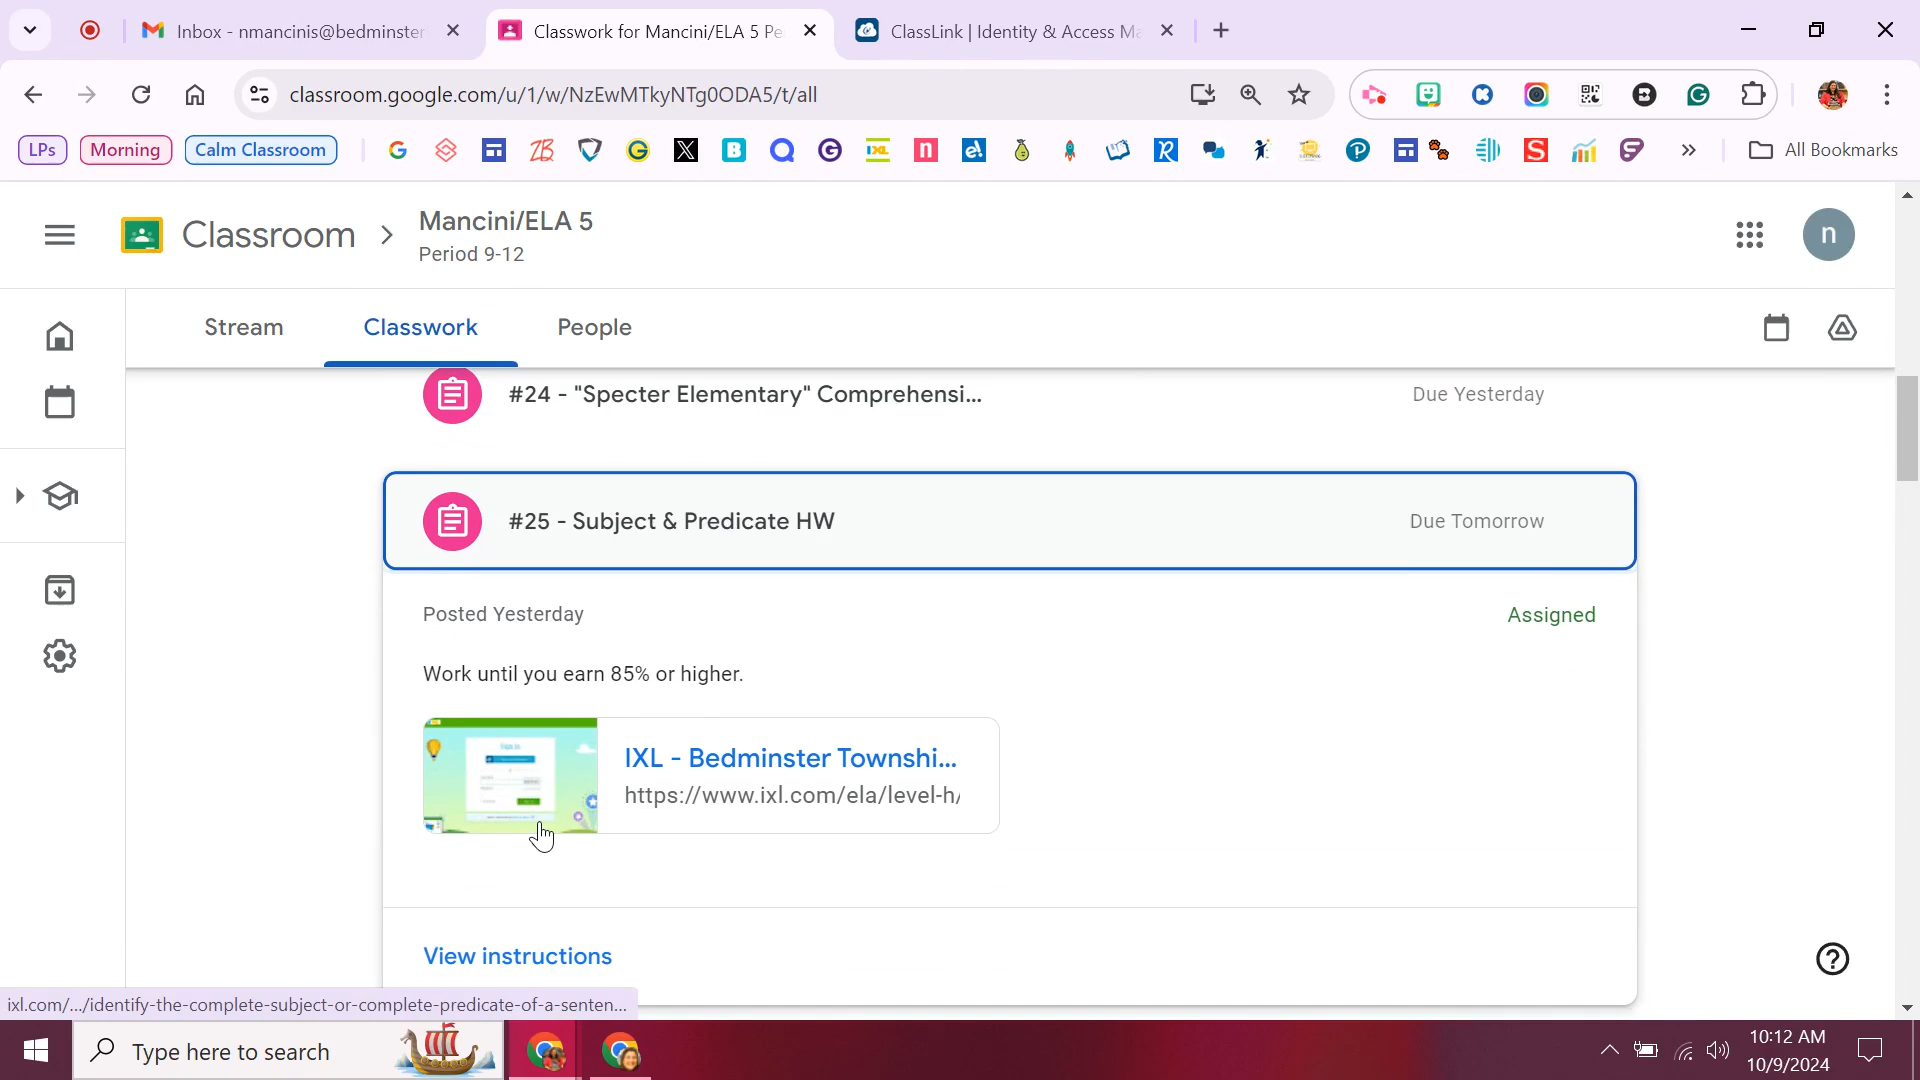 Inbox - nmancinis@bedminster
Classwork for Mancini/ELA 5 Pe
ClassLink | Identity & Access Ma
classroom.google.com/u/1/w/NzEwMTkyNTg0ODA5/t/all
LPs
Morning
Calm Classroom
All Bookmarks
Classroom
Mancini/ELA 5
Period 9-12
n
Stream
Classwork
People
#24 - "Specter Elementary" Comprehensi...
Due Yesterday
#25 - Subject & Predicate HW
Due Tomorrow
Posted Yesterday
Assigned
Work until you earn 85% or higher.
IXL - Bedminster Townshi...
https://www.ixl.com/ela/level-h/
View instructions
ixl.com/.../identify-the-complete-subject-or-complete-predicate-of-a-senten...
Type here to search
10:12 AM
10/9/2024